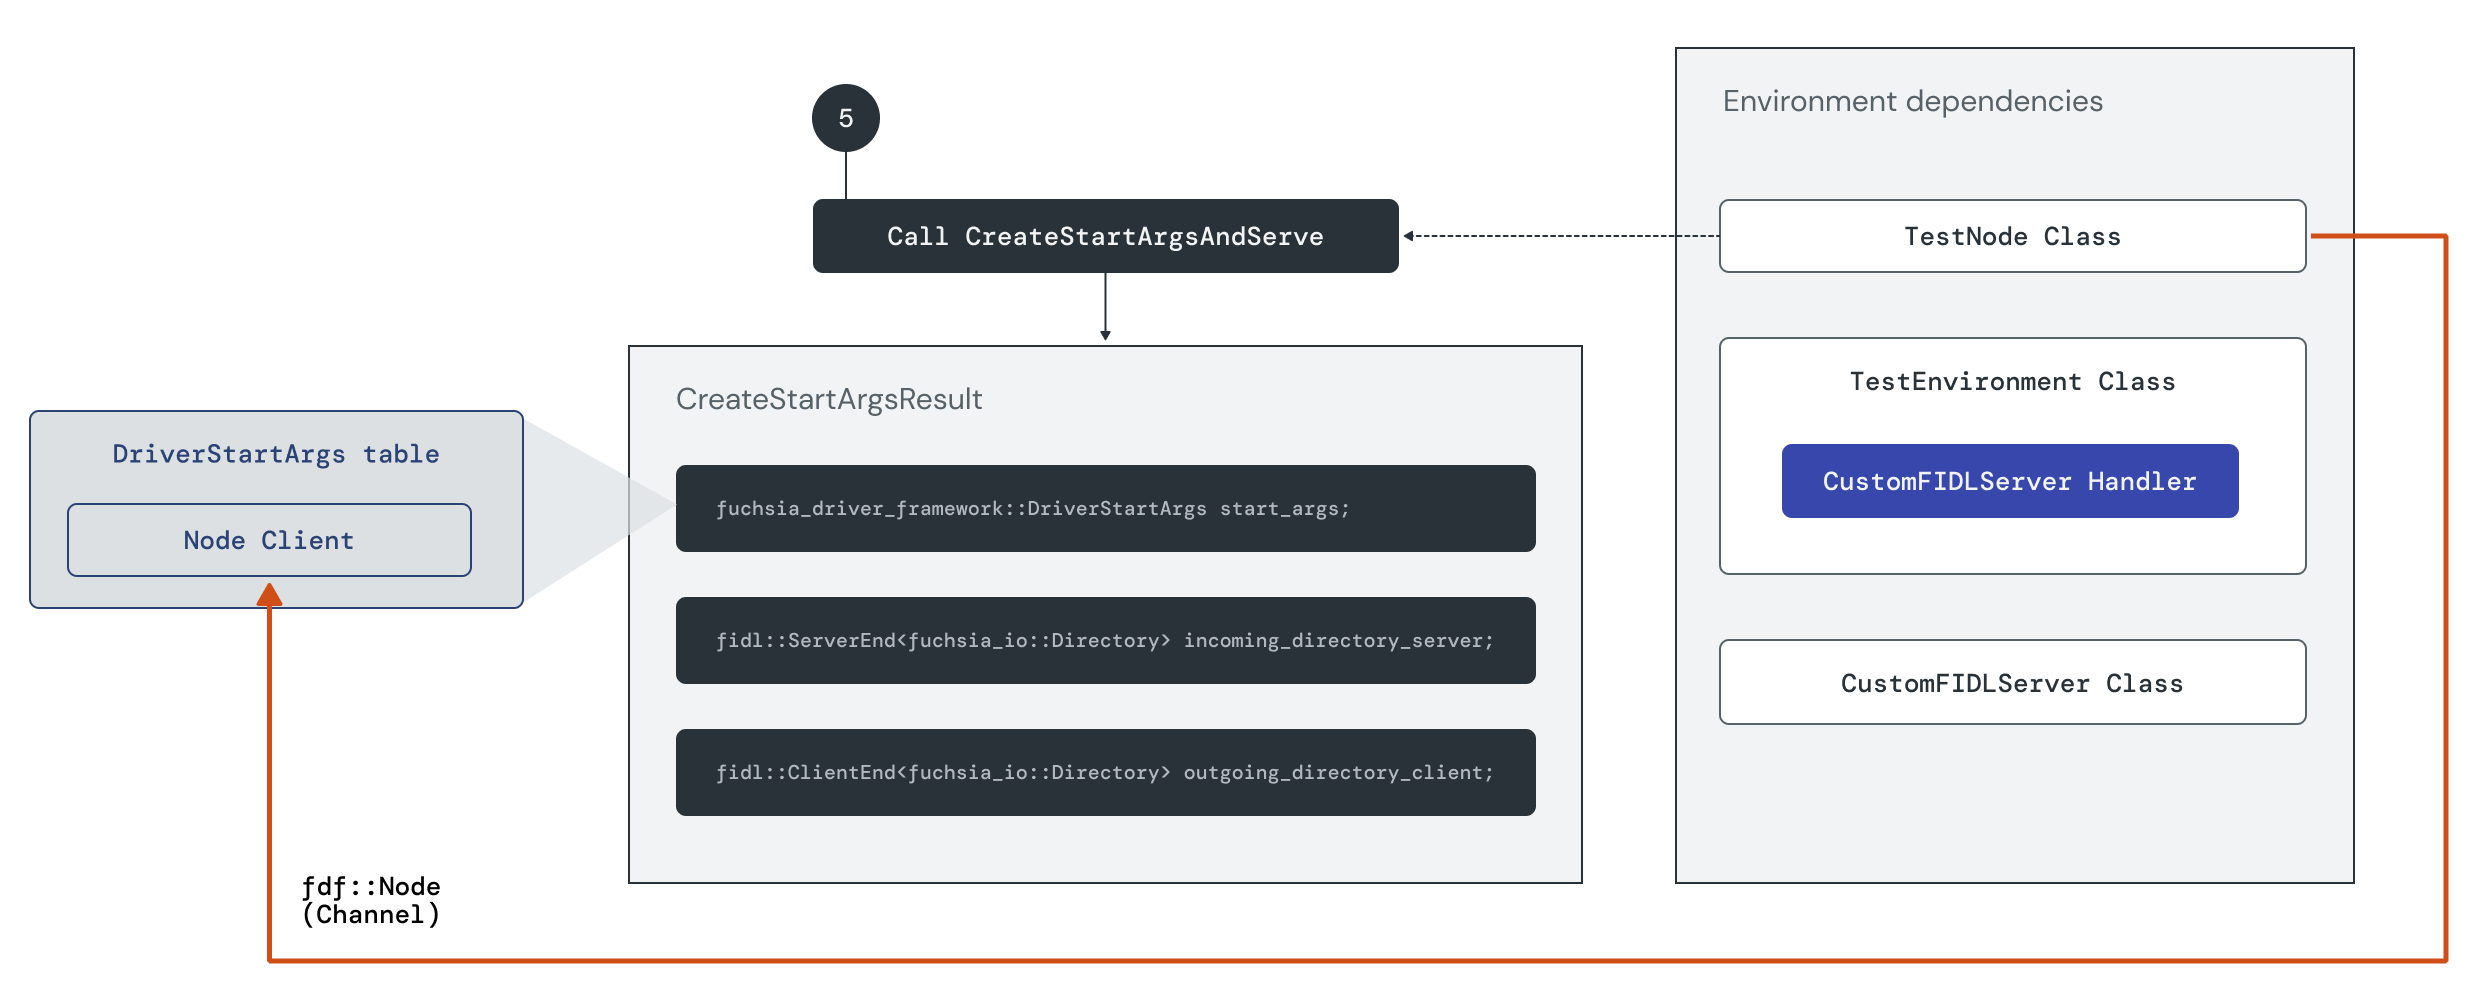 5
Environment dependencies
Call CreateStartArgsAndServe
TestNode Class
CreateStartArgsResult
TestEnvironment Class
DriverStartArgs table
CustomFIDLServer Handler
fuchsia_driver_framework::DriverStartArgs start_args;
Node Client
fidl::ServerEnd<fuchsia_io::Directory> incoming_directory_server;
CustomFIDLServer Class
fidl::ClientEnd<fuchsia_io::Directory> outgoing_directory_client;
fdf::Node
(Channel)